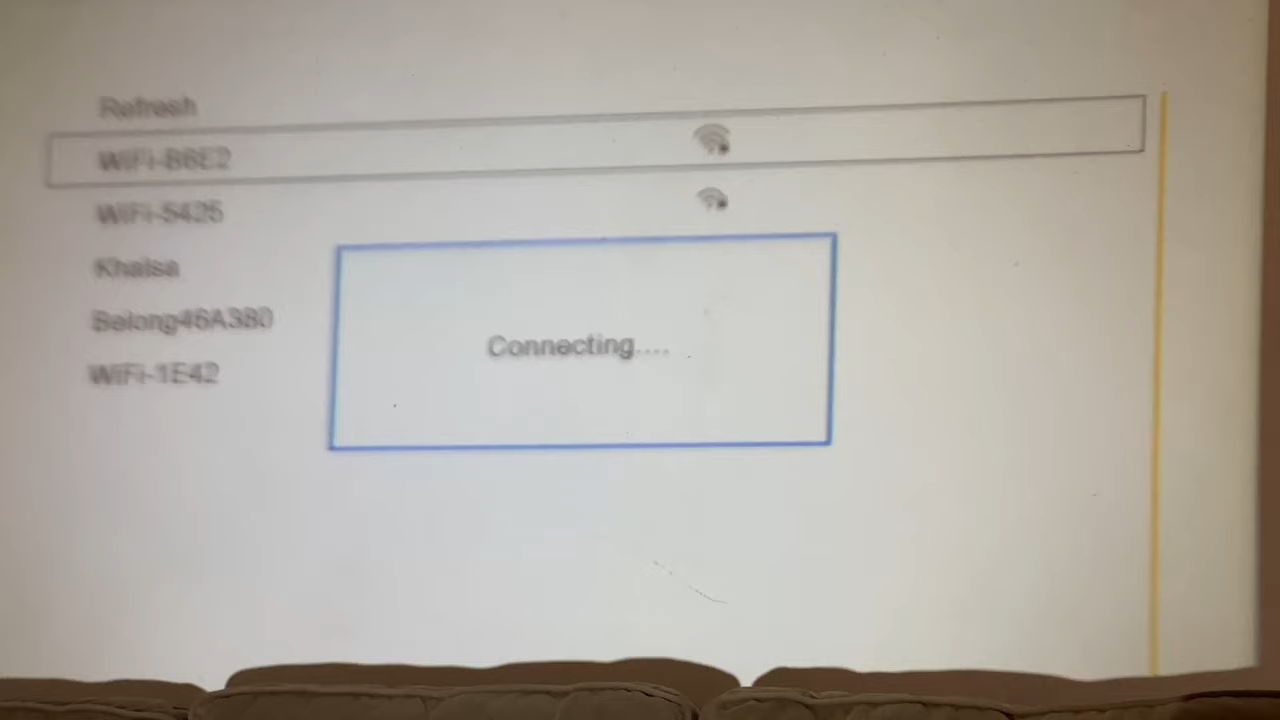 Refresh
WiFi-B6E2
WiFi-5425
Khalsa
Belong46A380
WiFi-1E42
Connecting....